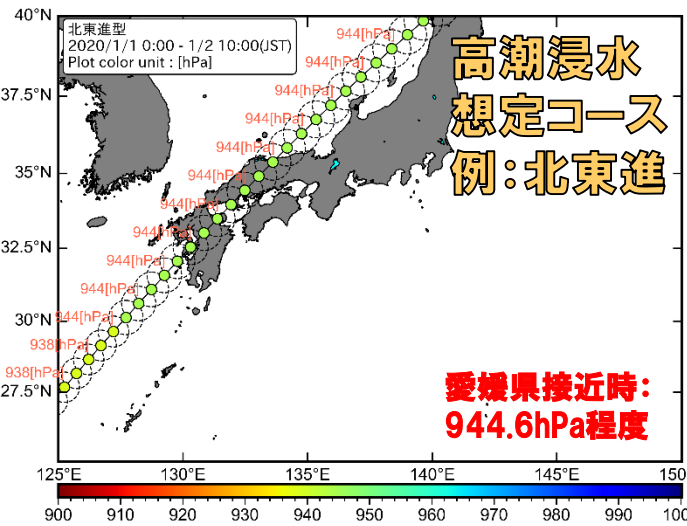 40°N
北東進型
2020/1/1 0:00 - 1/2 10:00(JST)
Plot color unit : [hPa]
944[hPa]
944[hPa]
高潮浸水
37.5°N
944[hPa]
想定コース
944[hPa]
944[hPa]
例：北東進
35°N
944[hPa]
944[hPa]
944[hPa]
32.5°N
944[hPa]
944[hPa]
30°N
944[hPa]
938[hPa]
938[hPa]
愛媛県接近時：
27.5°N
944.6hPa程度
125°E 130°E 135°E 140°E 145°E 150
900 910 920 930 940 950 960 970 980 990 100